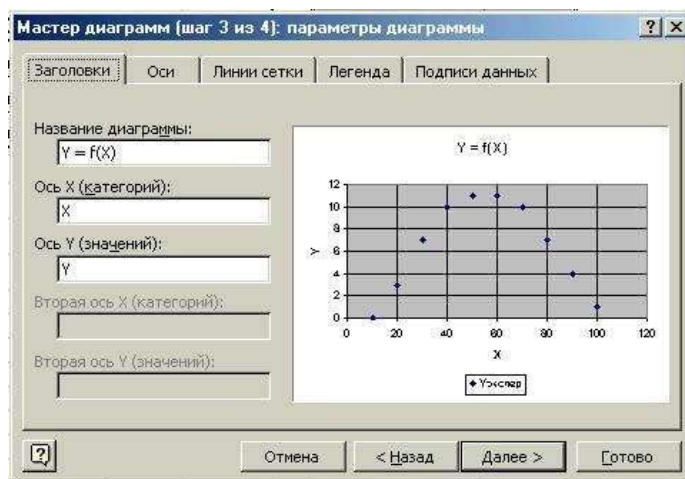 Мастер диаграмм (шаг 3 из 4): параметры диаграммы
Заголовки
Оси
Линии сетки
Легенда
Подписи данных
Название диаграммы:
Y = f(X)
Ось X (категорий):
X
Ось Y (значений):
Y
Вторая ось X (категорий):
Вторая ось Y (значений):
Y = f(X)
12
10
8
6
4
2
0
Y
0 20 40 60 80 100 120
X
Yэкспер
Отмена
< Назад
Далее >
Готово